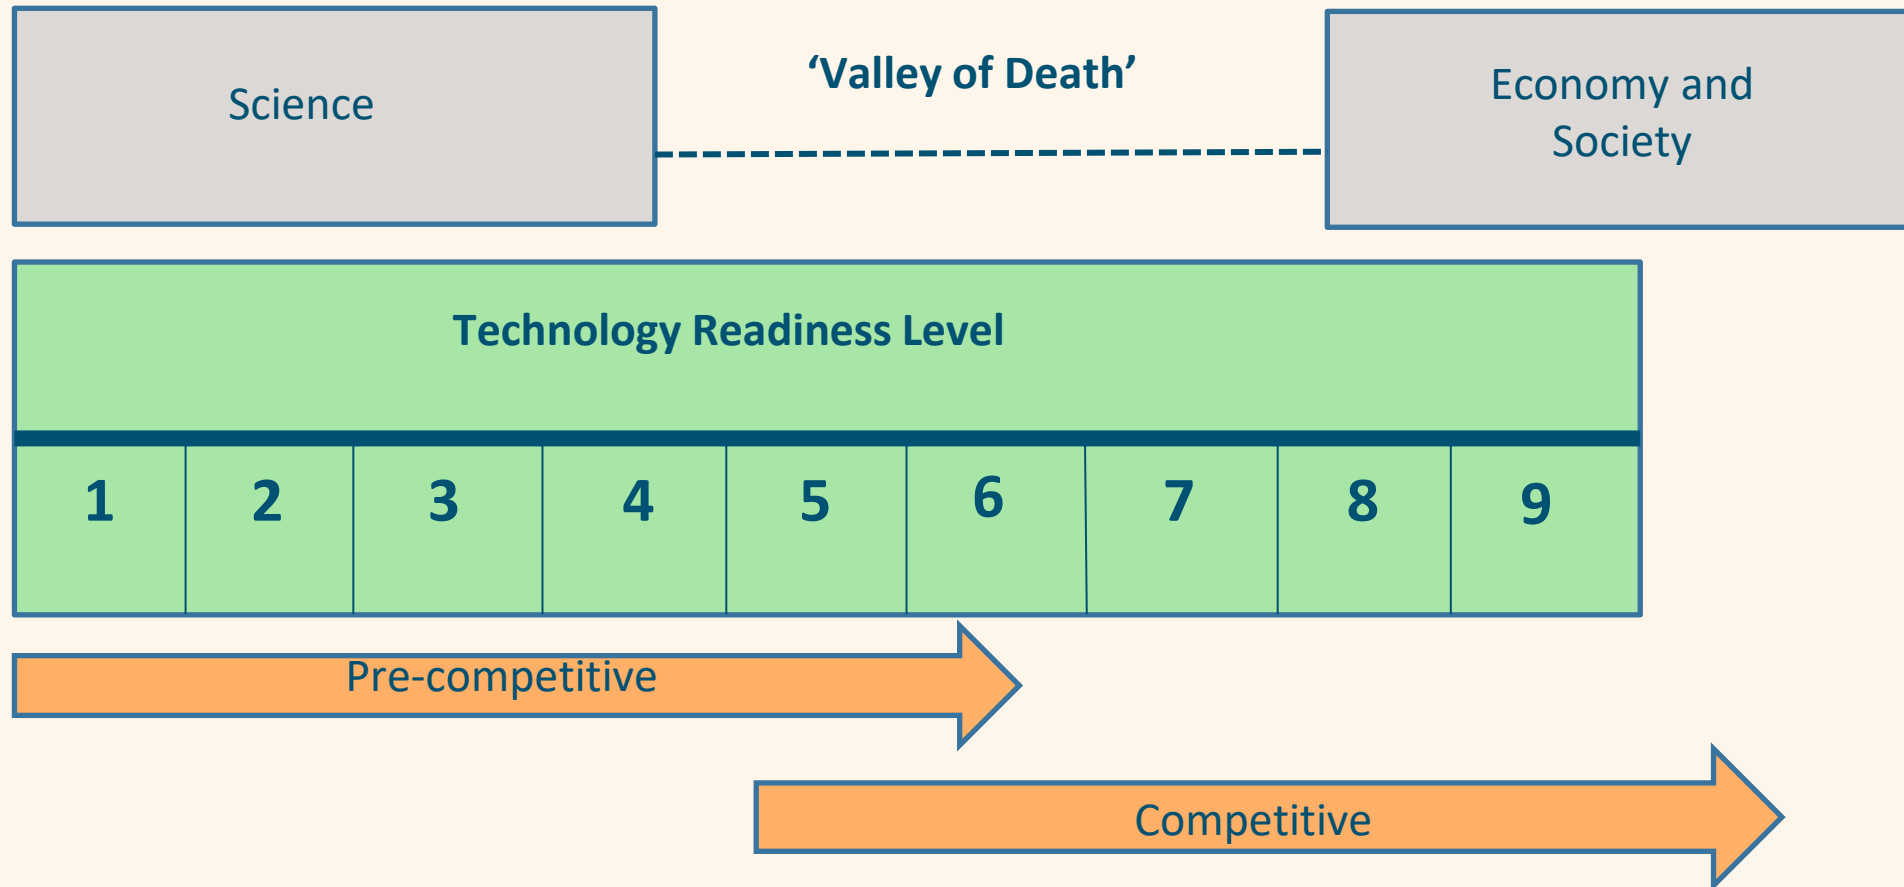 Science
‘Valley of Death’
Economy and
Society
Technology Readiness Level
1 2 3 4 5 6 7 8 9
Pre-competitive
Competitive